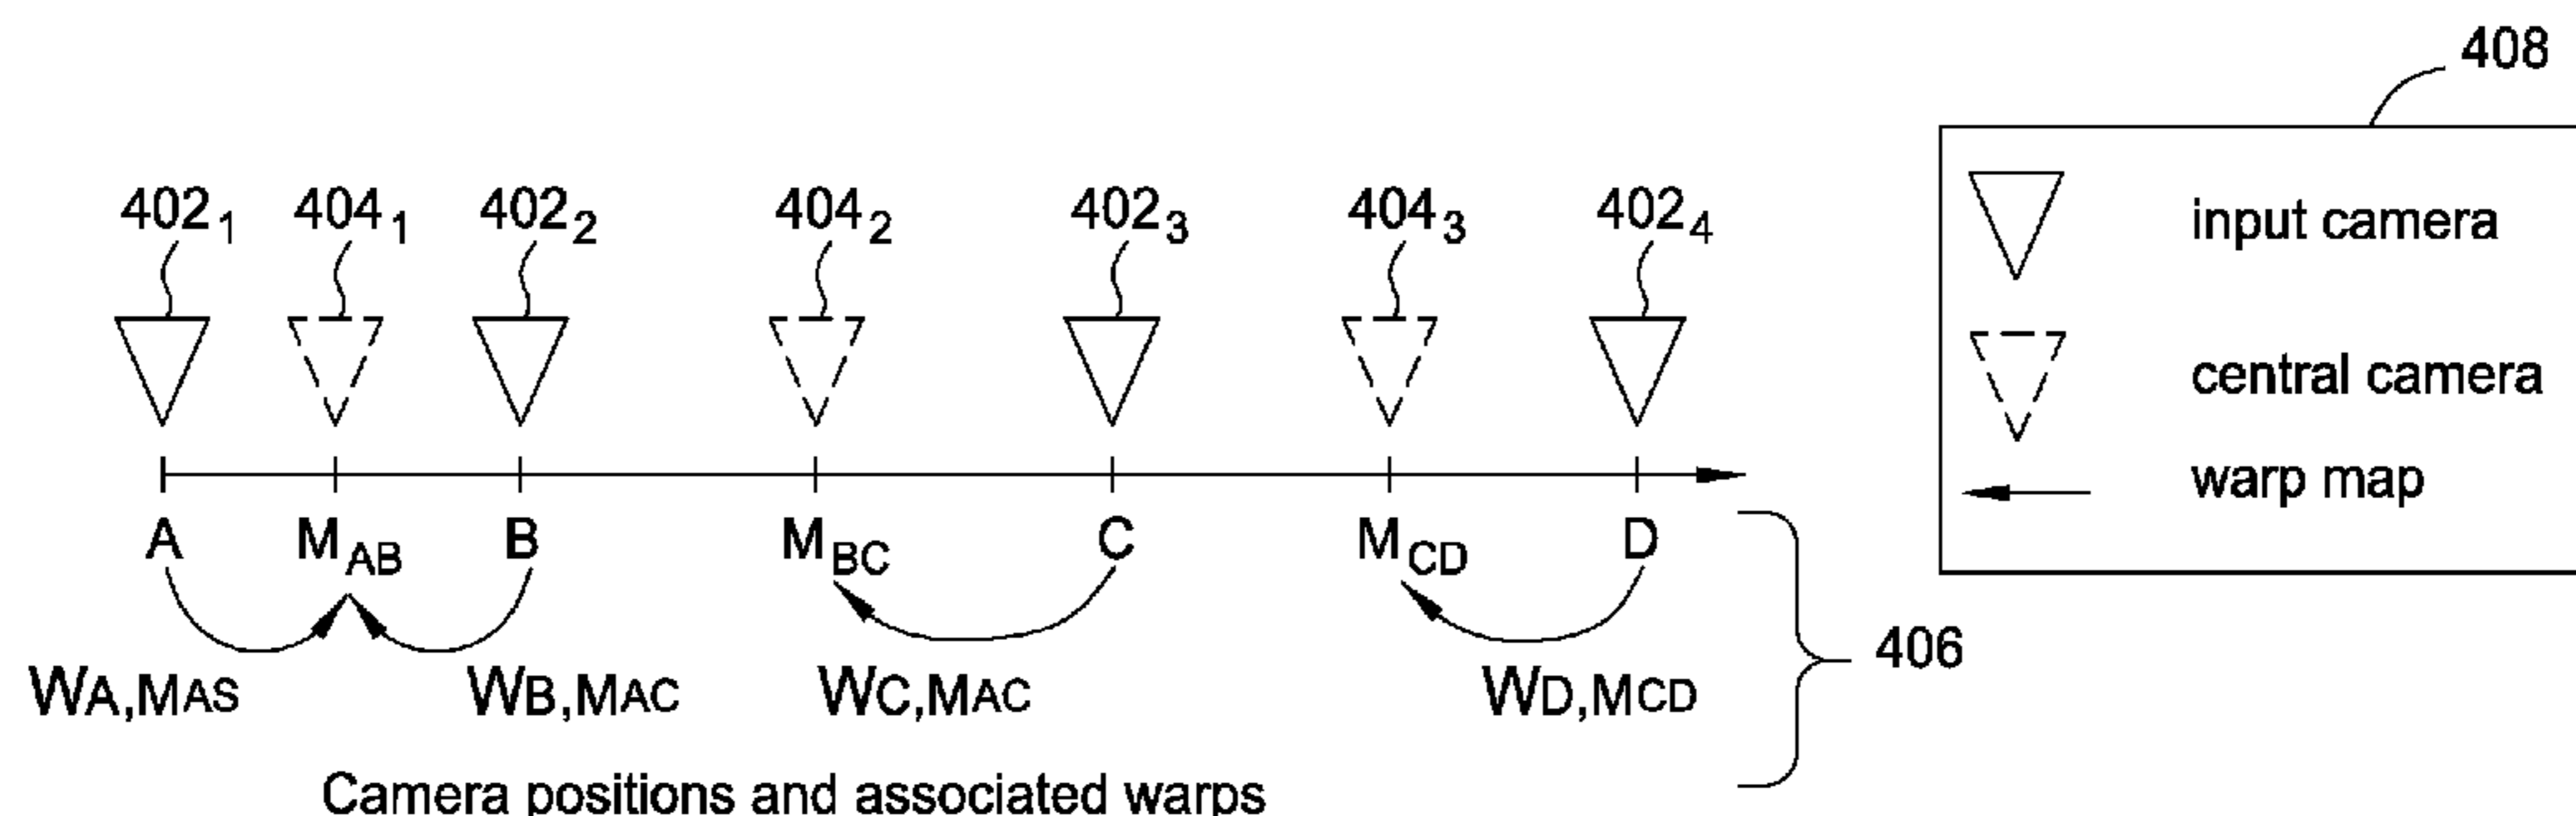 408
402₁ 404₁ 402₂ 404₂ 402₃ 404₃ 402₄
input camera
central camera
warp map
A M_AB B M_BC C M_CD D
406
WA,MAS WB,MAC WC,MAC WD,MCD
Camera positions and associated warps